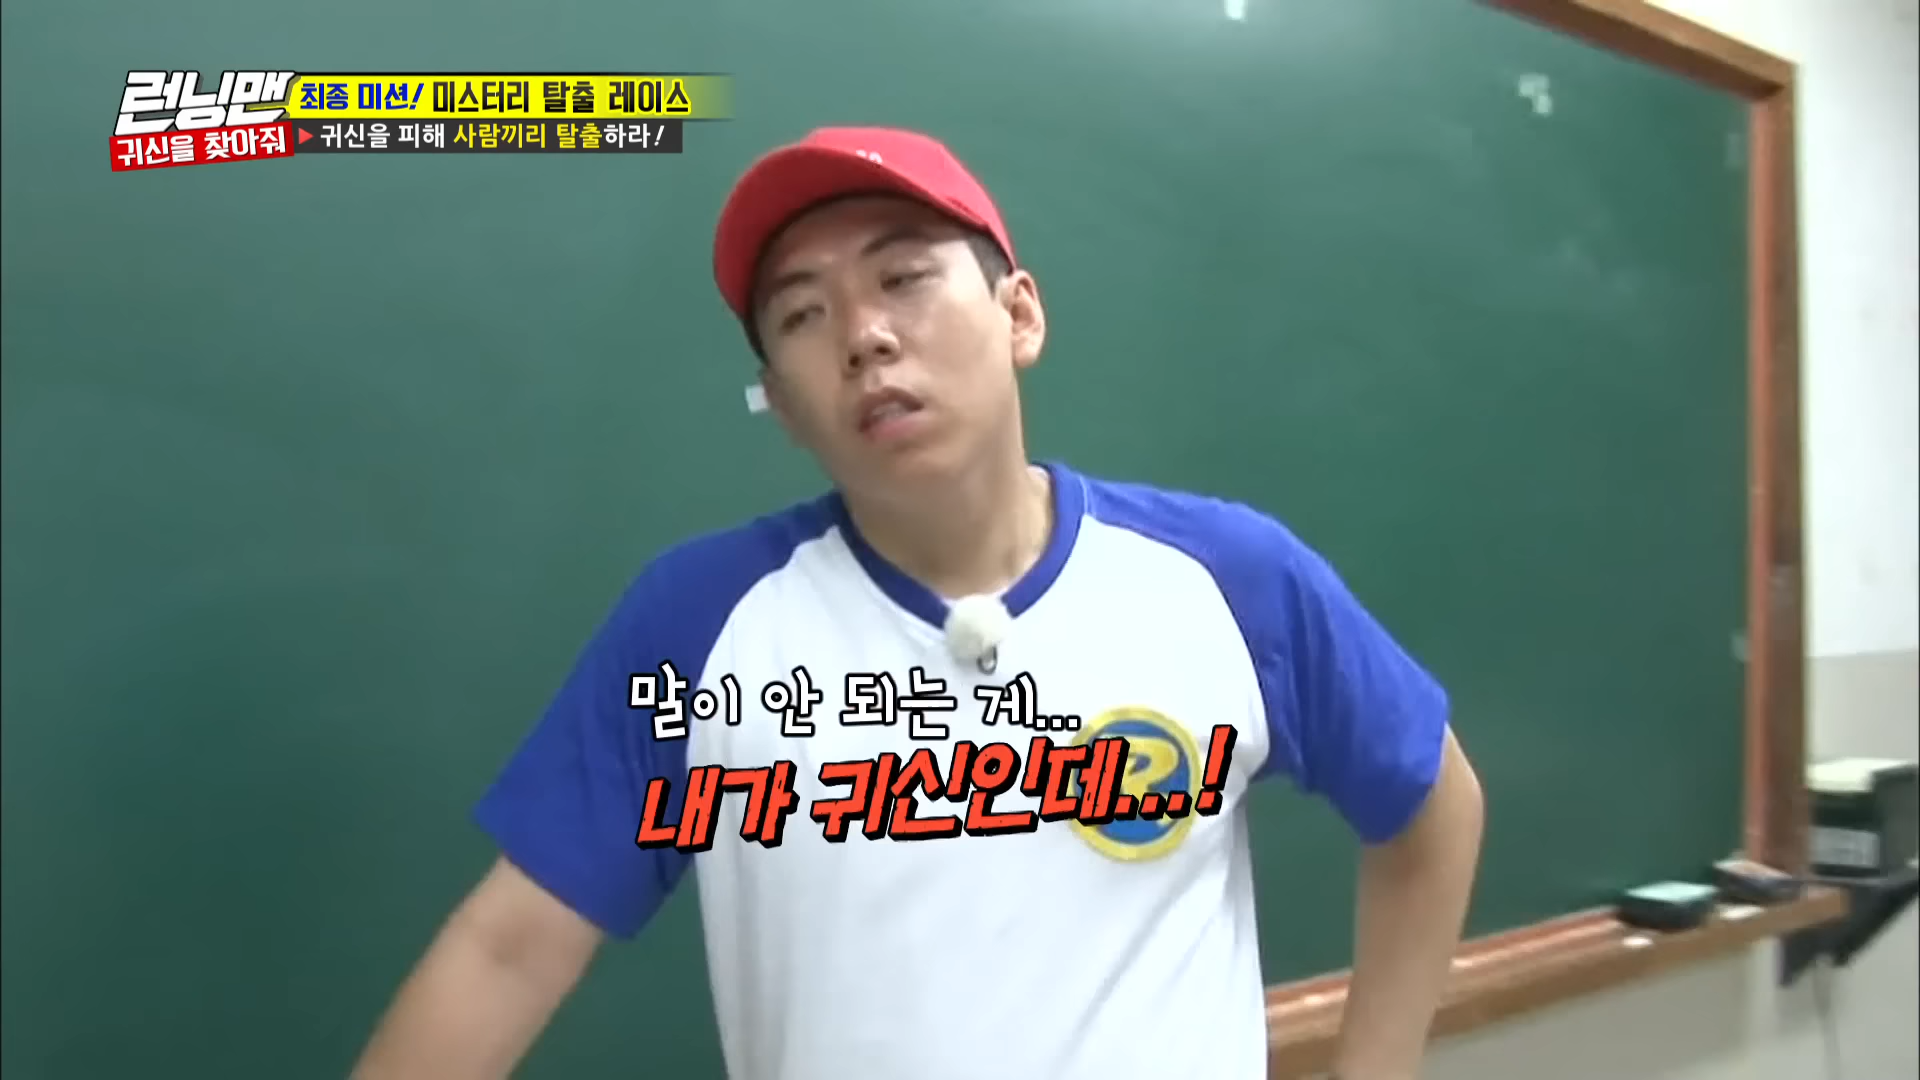 런닝맨
귀신을 찾아줘
최종 미션! 미스터리 탈출 레이스
▶귀신을 피해 사람끼리 탈출하라!
말이 안 되는 게...
내가 귀신인데...!
R